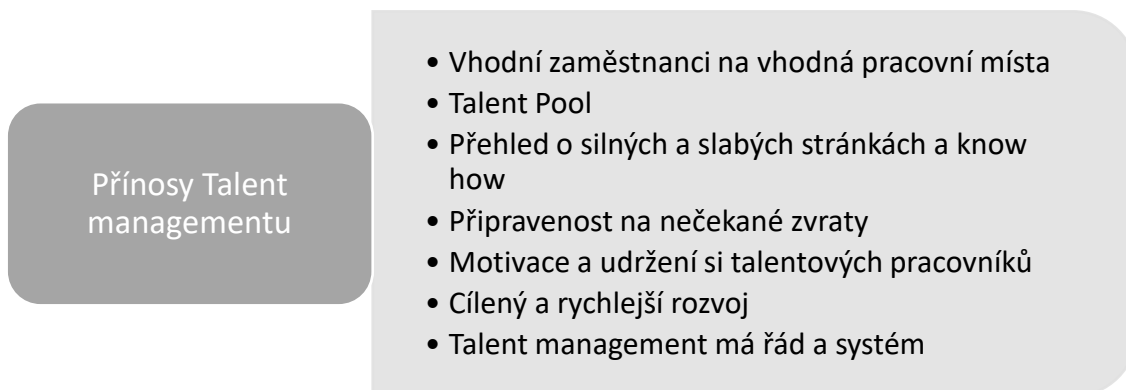 Přínosy Talent
managementu
• Vhodní zaměstnanci na vhodná pracovní místa
• Talent Pool
• Přehled o silných a slabých stránkách a know
how
• Připravenost na nečekané zvraty
• Motivace a udržení si talentových pracovníků
• Cílený a rychlejší rozvoj
• Talent management má řád a systém